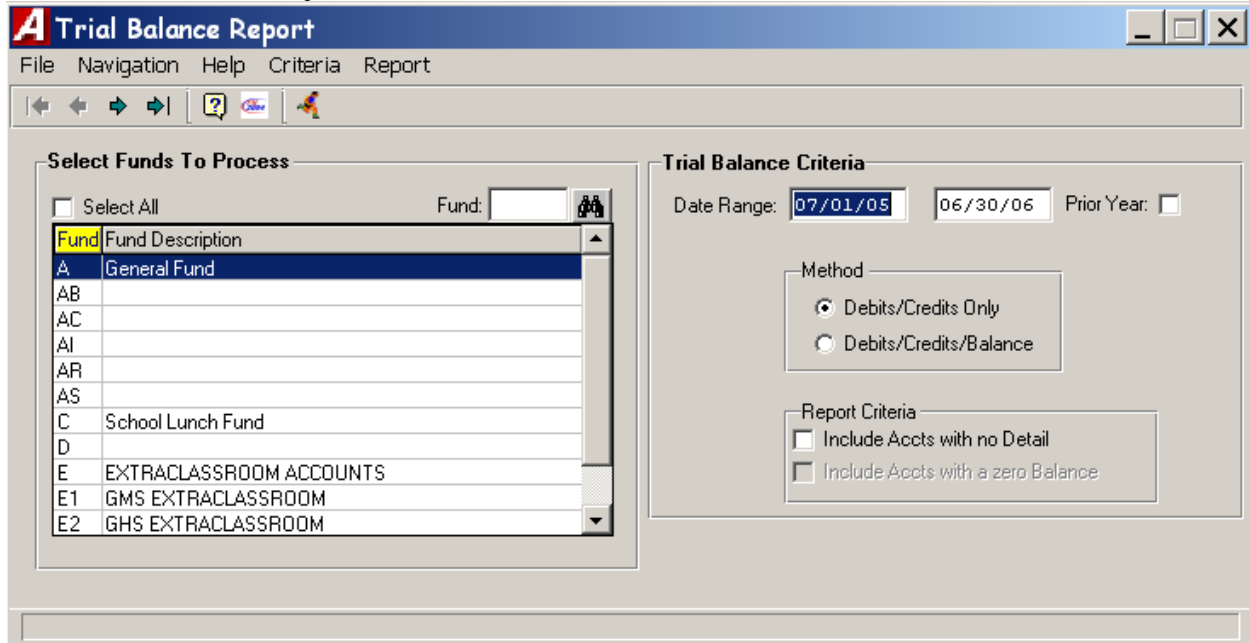 Trial Balance Report
File Navigation Help Criteria Report
Select Funds To Process
Select All Fund:
Fund Fund Description
A General Fund
AB
AC
AI
AR
AS
C School Lunch Fund
D
E EXTRACLASSROOM ACCOUNTS
E1 GMS EXTRACLASSROOM
E2 GHS EXTRACLASSROOM
Trial Balance Criteria
Date Range: 07/01/05 06/30/06 Prior Year:
Method
Debits/Credits Only
Debits/Credits/Balance
Report Criteria
Include Accts with no Detail
Include Accts with a zero Balance